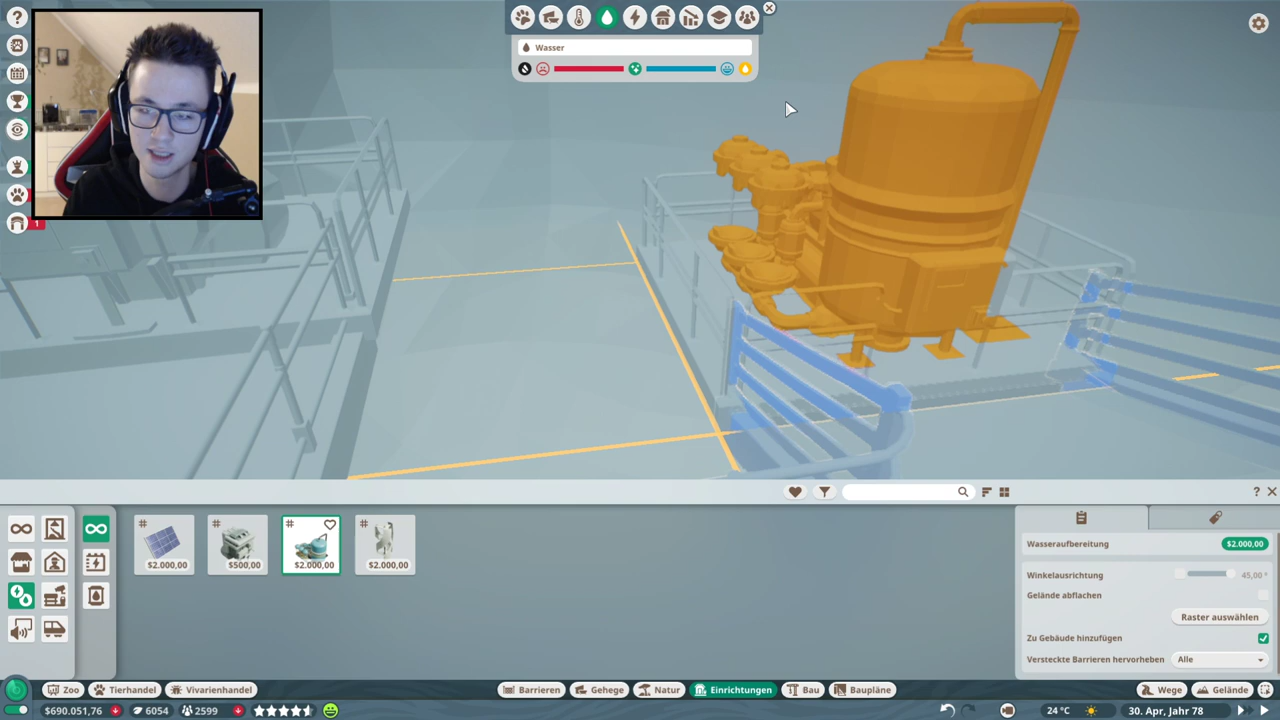 Wasser
1
$2.000,00
$500,00
$2.000,00
$2.000,00
Wasseraufbereitung
$2.000,00
Winkelausrichtung
45,00 °
Gelände abflachen
Raster auswählen
Zu Gebäude hinzufügen
Versteckte Barrieren hervorheben
Alle
Zoo
Tierhandel
Vivarienhandel
Barrieren
Gehege
Natur
Einrichtungen
Bau
Baupläne
Wege
Gelände
$690.051,76
6054
2599
24 °C
30. Apr, Jahr 78